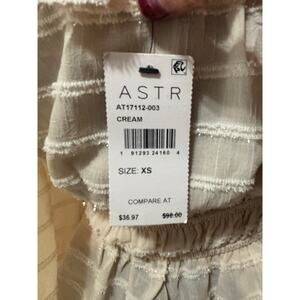 ASTR
AT17112-003
CREAM
1 91293 24160 4
SIZE: XS
COMPARE AT
$36.97 $98.00